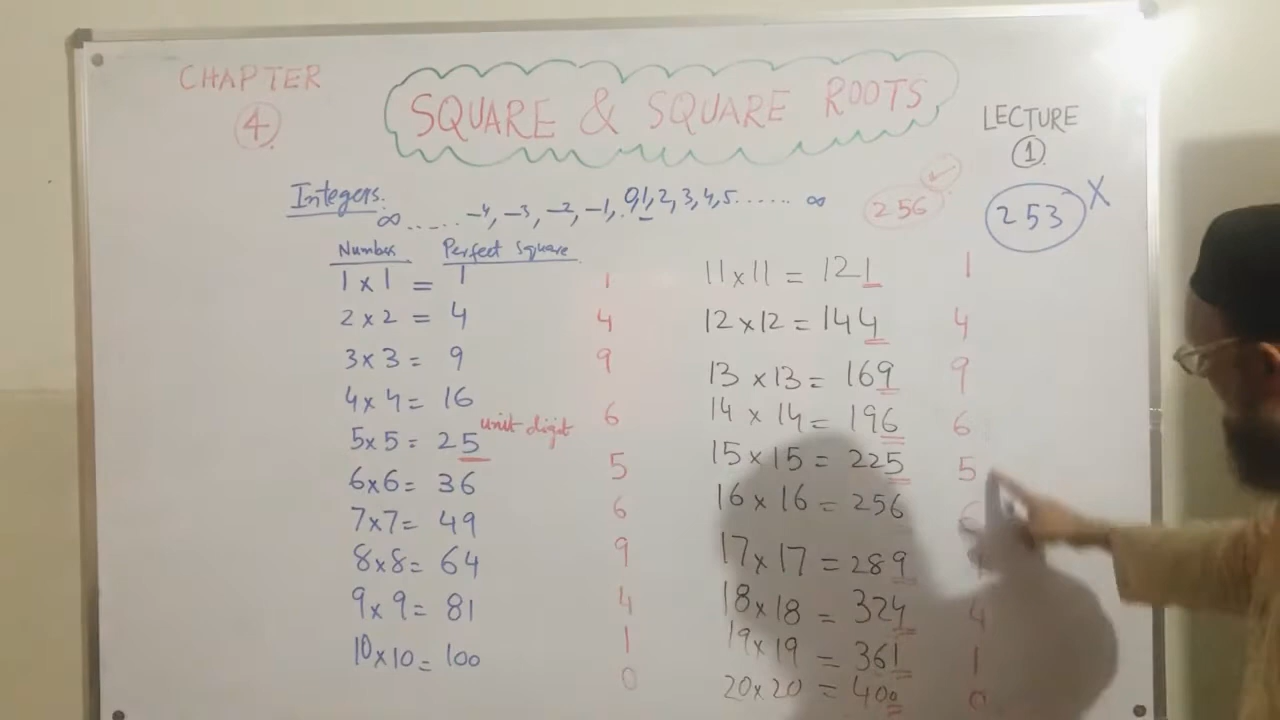 CHAPTER
4.
SQUARE & SQUARE ROOTS
LECTURE
1.
Integers.
∞ ...... -4, -3, -2, -1, 0,1,2,3,4,5...... ∞
256 ✓
253 X
Number Perfect Square
1 x 1 = 1 1
2 x 2 = 4 4
3 x 3 = 9 9
4 x 4 = 16 6
5 x 5 = 25 unit digit 5
6 x 6 = 36 6
7 x 7 = 49 9
8 x 8 = 64 4
9 x 9 = 81 1
10 x 10 = 100 0
11 x 11 = 121 1
12 x 12 = 144 4
13 x 13 = 169 9
14 x 14 = 196 6
15 x 15 = 225 5
16 x 16 = 256 6
17 x 17 = 289
18 x 18 = 324 4
19 x 19 = 361 1
20 x 20 = 400 0